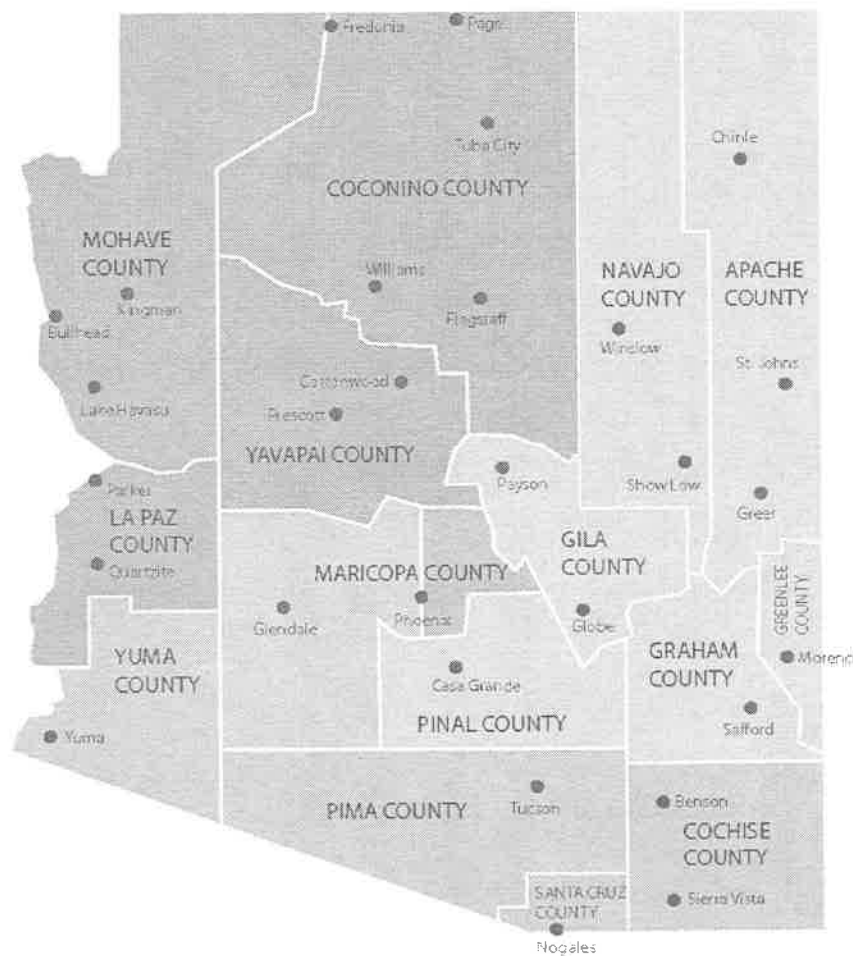 Fredonia
Page
Tuba City
Chinle
COCONINO COUNTY
MOHAVE
COUNTY
Williams
NAVAJO
COUNTY
APACHE
COUNTY
Kingman
Flagstaff
Bullhead
Winslow
St. Johns
Cottonwood
Lake Havasu
Prescott
YAVAPAI COUNTY
Payson
Show Low
Parker
Greer
LA PAZ
COUNTY
GILA
COUNTY
Quartzite
MARICOPA COUNTY
GREENLEE
COUNTY
Glendale
Phoenix
Globe
YUMA
COUNTY
GRAHAM
COUNTY
Morenci
Casa Grande
Safford
PINAL COUNTY
Yuma
PIMA COUNTY
Tucson
Benson
COCHISE
COUNTY
SANTA CRUZ
COUNTY
Sierra Vista
Nogales